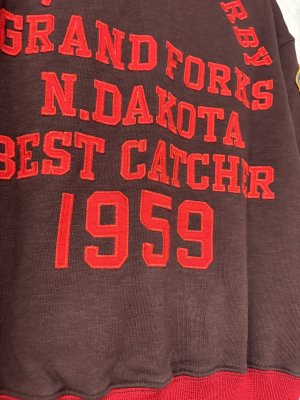 GRAND FORKS
N. DAKOTA
BEST CATCHER
1959